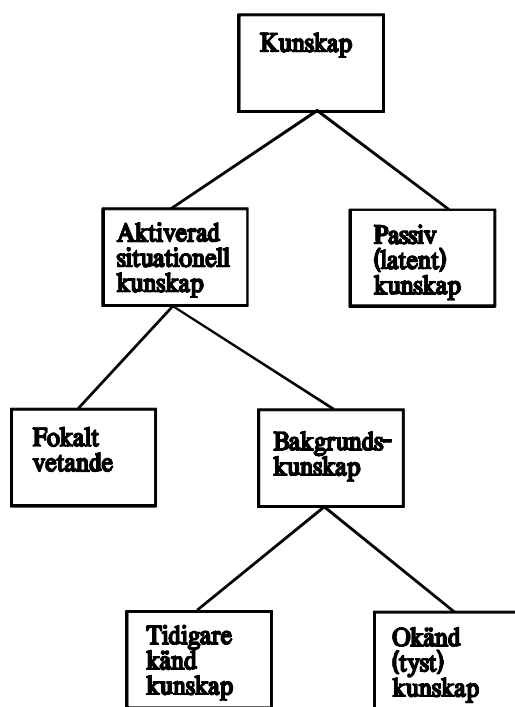 Kunskap
Aktiverad
situationell
kunskap
Passiv
(latent)
kunskap
Fokalt
vetande
Bakgrunds-
kunskap
Tidigare
känd
kunskap
Okänd
(tyst)
kunskap